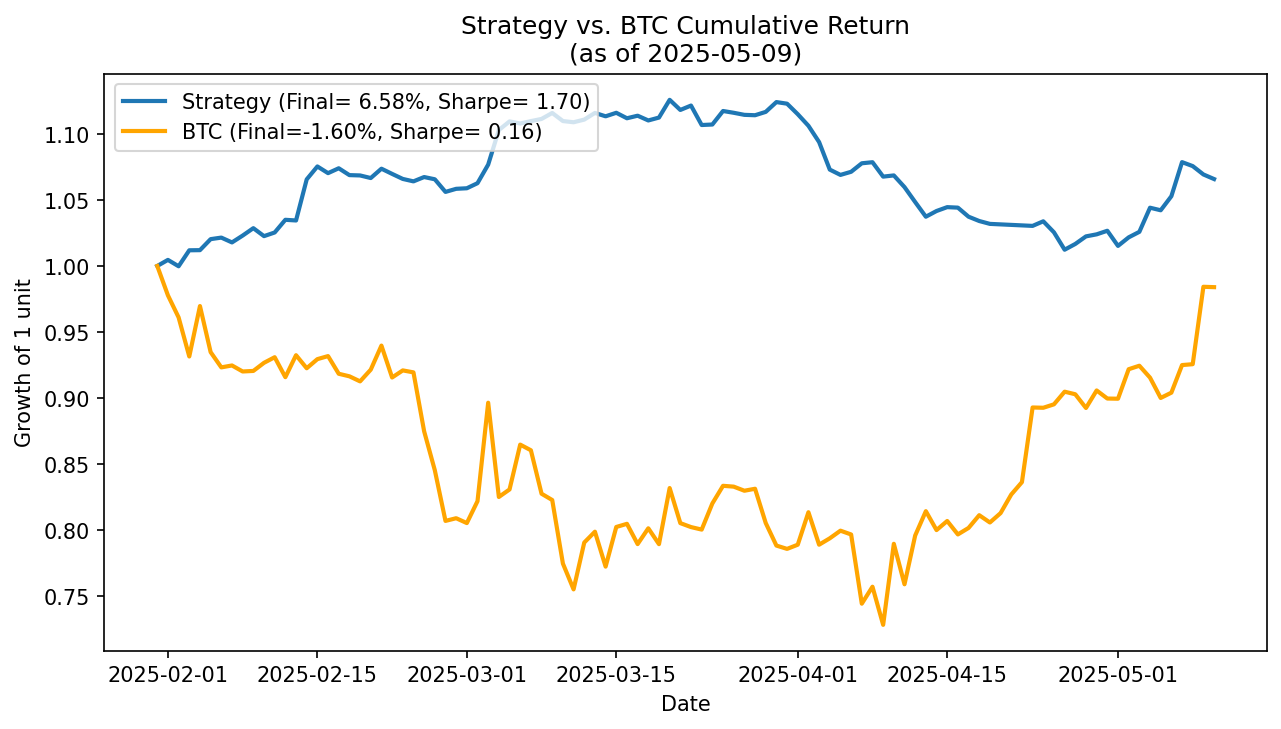 Strategy vs. BTC Cumulative Return
(as of 2025-05-09)
Strategy (Final= 6.58%, Sharpe= 1.70)
BTC (Final=-1.60%, Sharpe= 0.16)
Growth of 1 unit
1.10
1.05
1.00
0.95
0.90
0.85
0.80
0.75
2025-02-01 2025-02-15 2025-03-01 2025-03-15 2025-04-01 2025-04-15 2025-05-01
Date